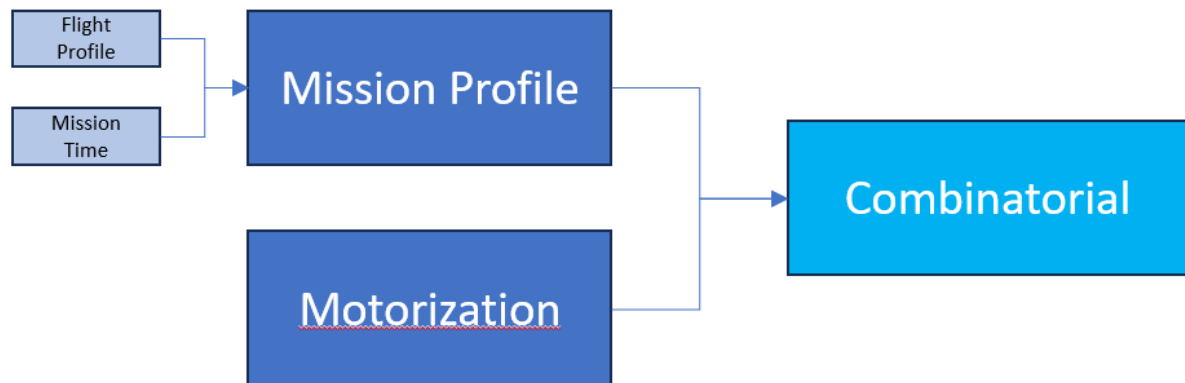 Flight
Profile
Mission Profile
Mission
Time
Combinatorial
Motorization